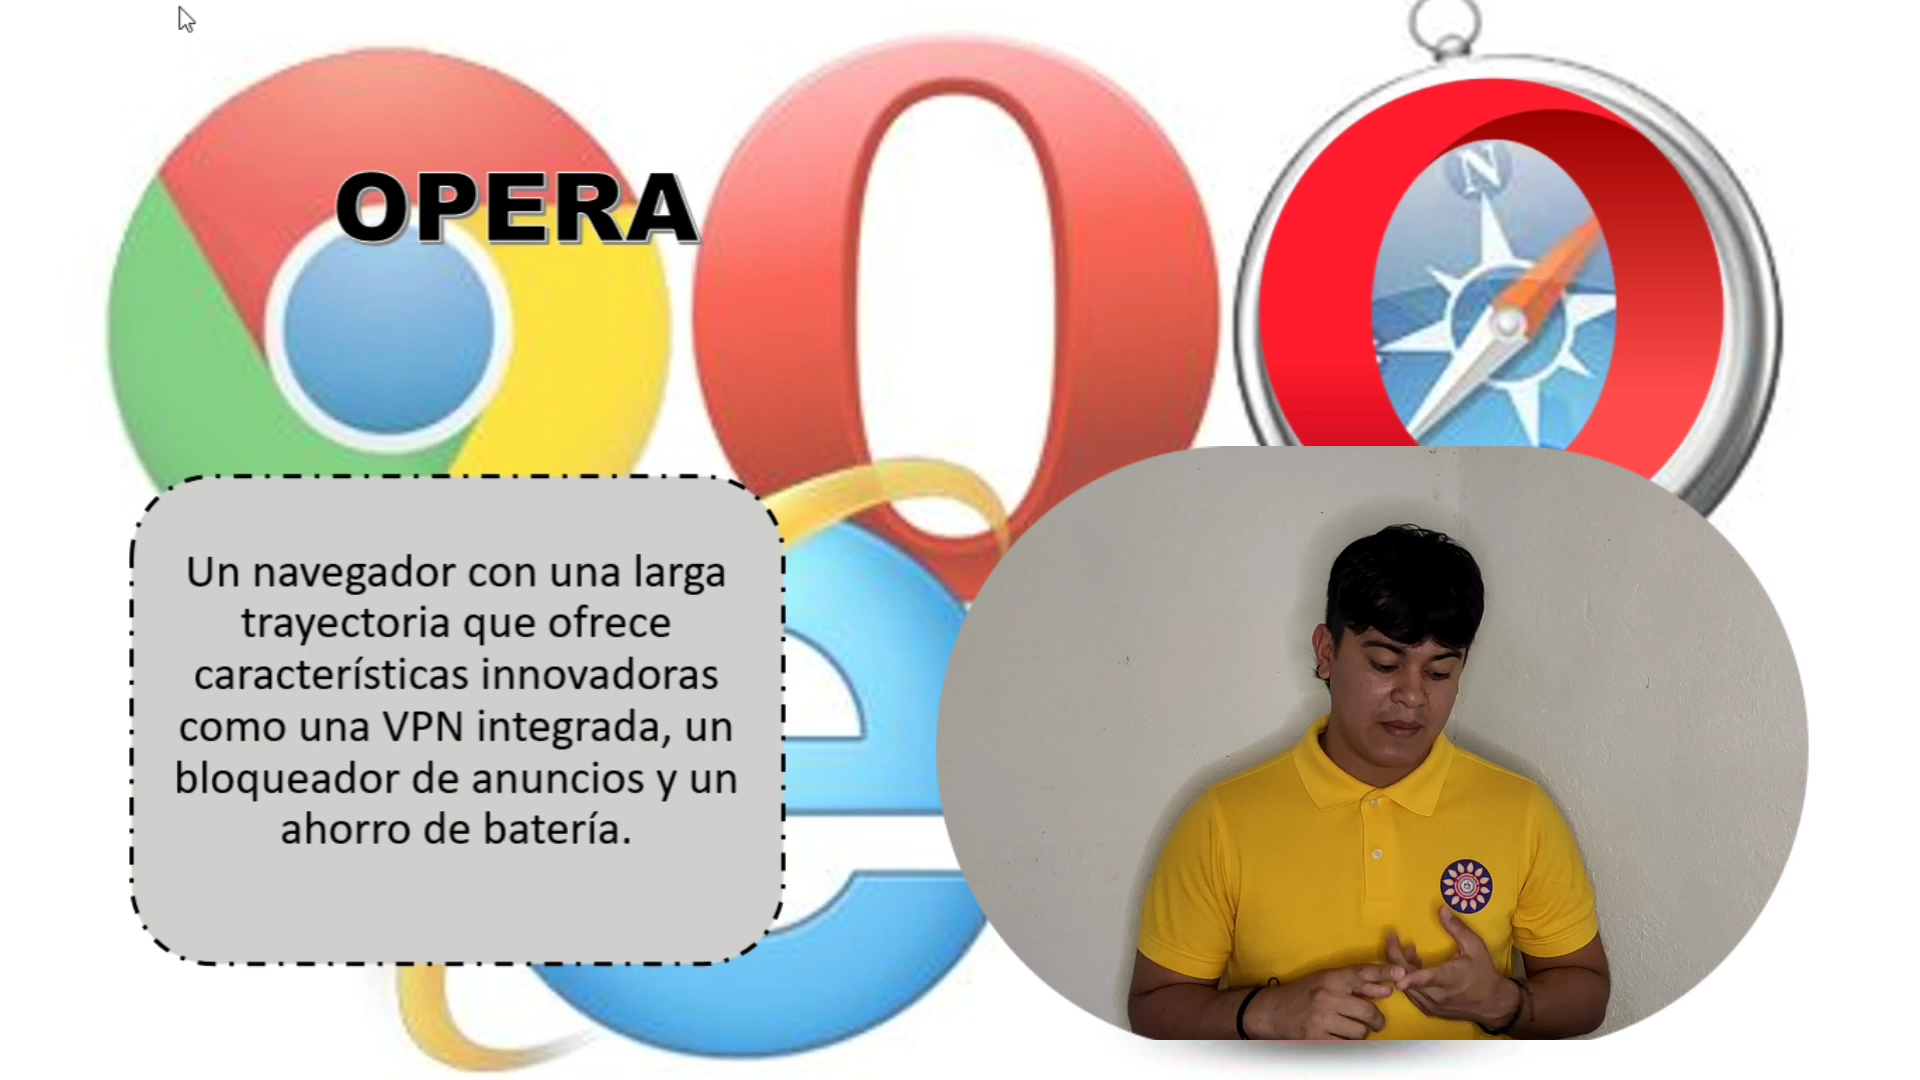 N
OPERA
Un navegador con una larga
trayectoria que ofrece
características innovadoras
como una VPN integrada, un
bloqueador de anuncios y un
ahorro de batería.